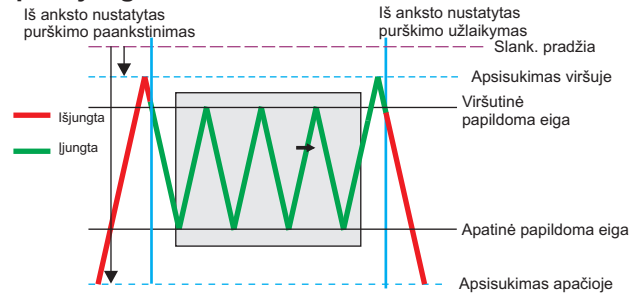 Iš anksto nustatytas
purškimo paankstinimas
Iš anksto nustatytas
purškimo užlaikymas
Slank. pradžia
Apsisukimas viršuje
Viršutinė
papildoma eiga
Išjungta
Įjungta
Apatinė papildoma eiga
Apsisukimas apačioje